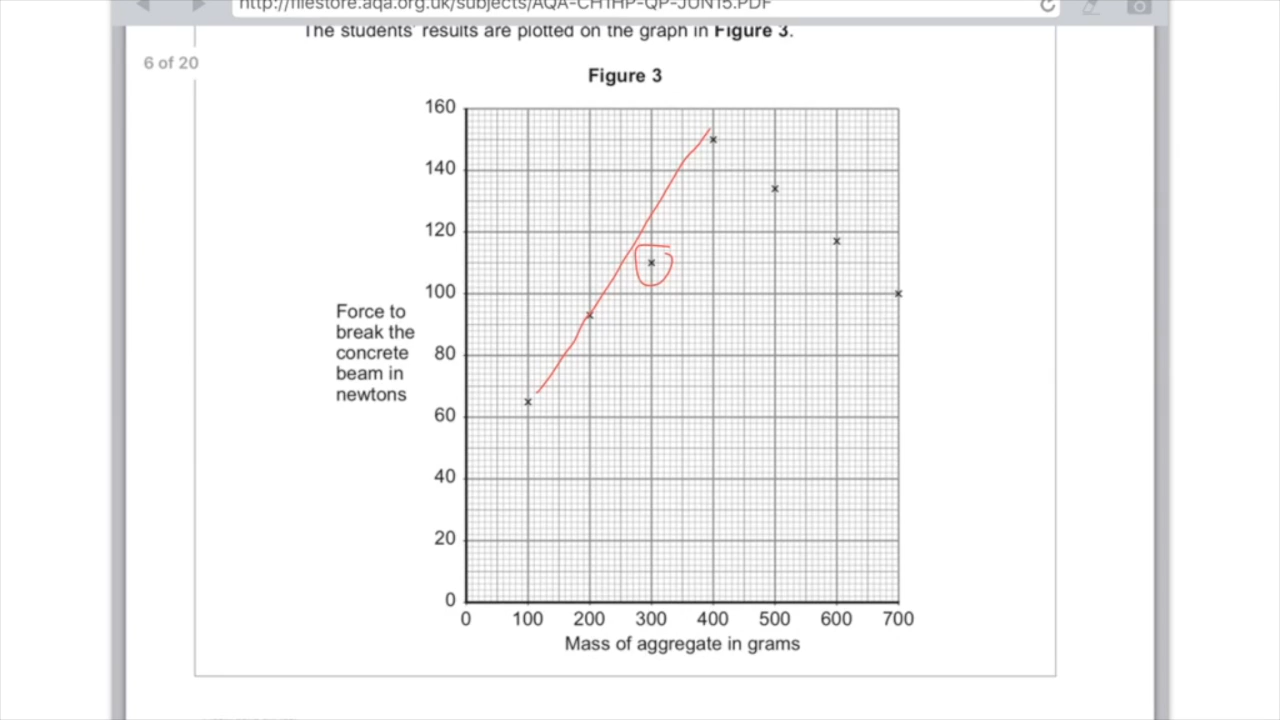 http://filestore.aqa.org.uk/subjects/AQA-CH1HP-QP-JUN15.PDF
The students' results are plotted on the graph in Figure 3.
6 of 20
Figure 3
160
140
120
100
80
60
40
20
0
Force to
break the
concrete
beam in
newtons
0 100 200 300 400 500 600 700
Mass of aggregate in grams